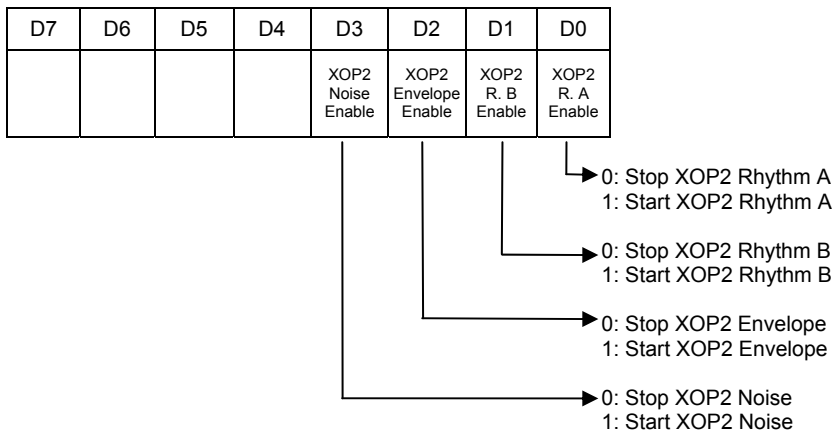 D7 D6 D5 D4 D3 D2 D1 D0
XOP2 XOP2 XOP2 XOP2
Noise Envelope R. B R. A
Enable Enable Enable Enable
0: Stop XOP2 Rhythm A
1: Start XOP2 Rhythm A
0: Stop XOP2 Rhythm B
1: Start XOP2 Rhythm B
0: Stop XOP2 Envelope
1: Start XOP2 Envelope
0: Stop XOP2 Noise
1: Start XOP2 Noise